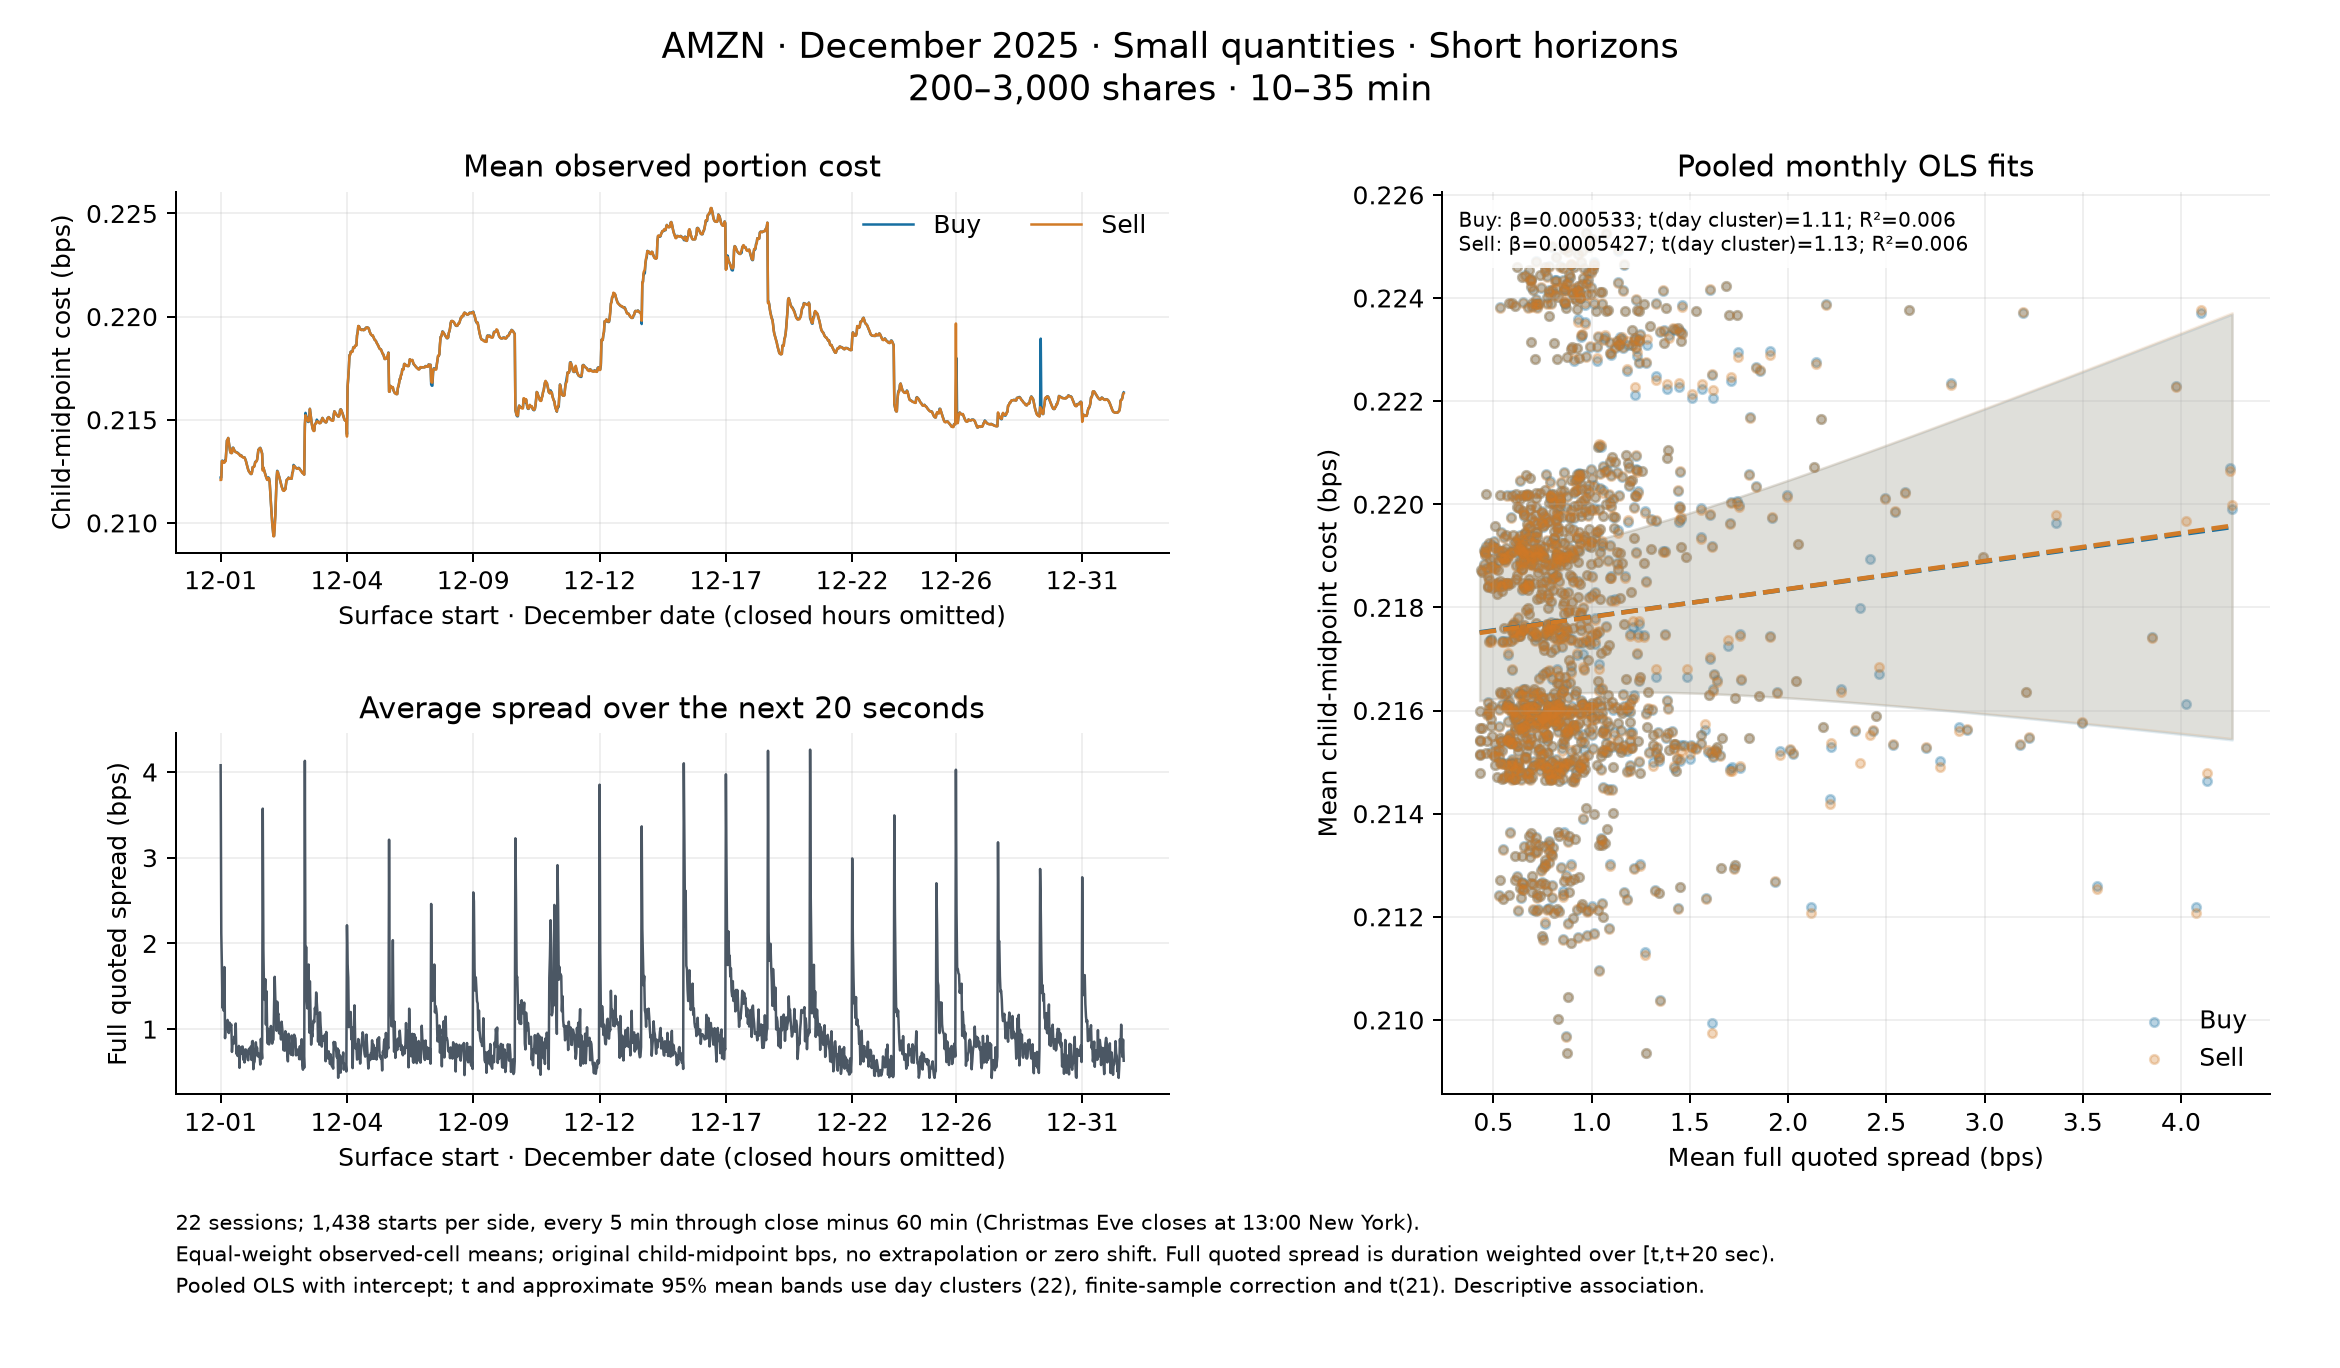 AMZN · December 2025 · Small quantities · Short horizons
200–3,000 shares · 10–35 min
Mean observed portion cost
Child-midpoint cost (bps)
0.225
0.220
0.215
0.210
Buy
Sell
12-01
12-04
12-09
12-12
12-17
12-22
12-26
12-31
Surface start · December date (closed hours omitted)
Average spread over the next 20 seconds
Full quoted spread (bps)
4
3
2
1
12-01
12-04
12-09
12-12
12-17
12-22
12-26
12-31
Surface start · December date (closed hours omitted)
Pooled monthly OLS fits
Mean child-midpoint cost (bps)
0.226
0.224
0.222
0.220
0.218
0.216
0.214
0.212
0.210
Buy: β=0.000533; t(day cluster)=1.11; R²=0.006
Sell: β=0.0005427; t(day cluster)=1.13; R²=0.006
Buy
Sell
0.5
1.0
1.5
2.0
2.5
3.0
3.5
4.0
Mean full quoted spread (bps)
22 sessions; 1,438 starts per side, every 5 min through close minus 60 min (Christmas Eve closes at 13:00 New York).
Equal-weight observed-cell means; original child-midpoint bps, no extrapolation or zero shift. Full quoted spread is duration weighted over [t,t+20 sec).
Pooled OLS with intercept; t and approximate 95% mean bands use day clusters (22), finite-sample correction and t(21). Descriptive association.